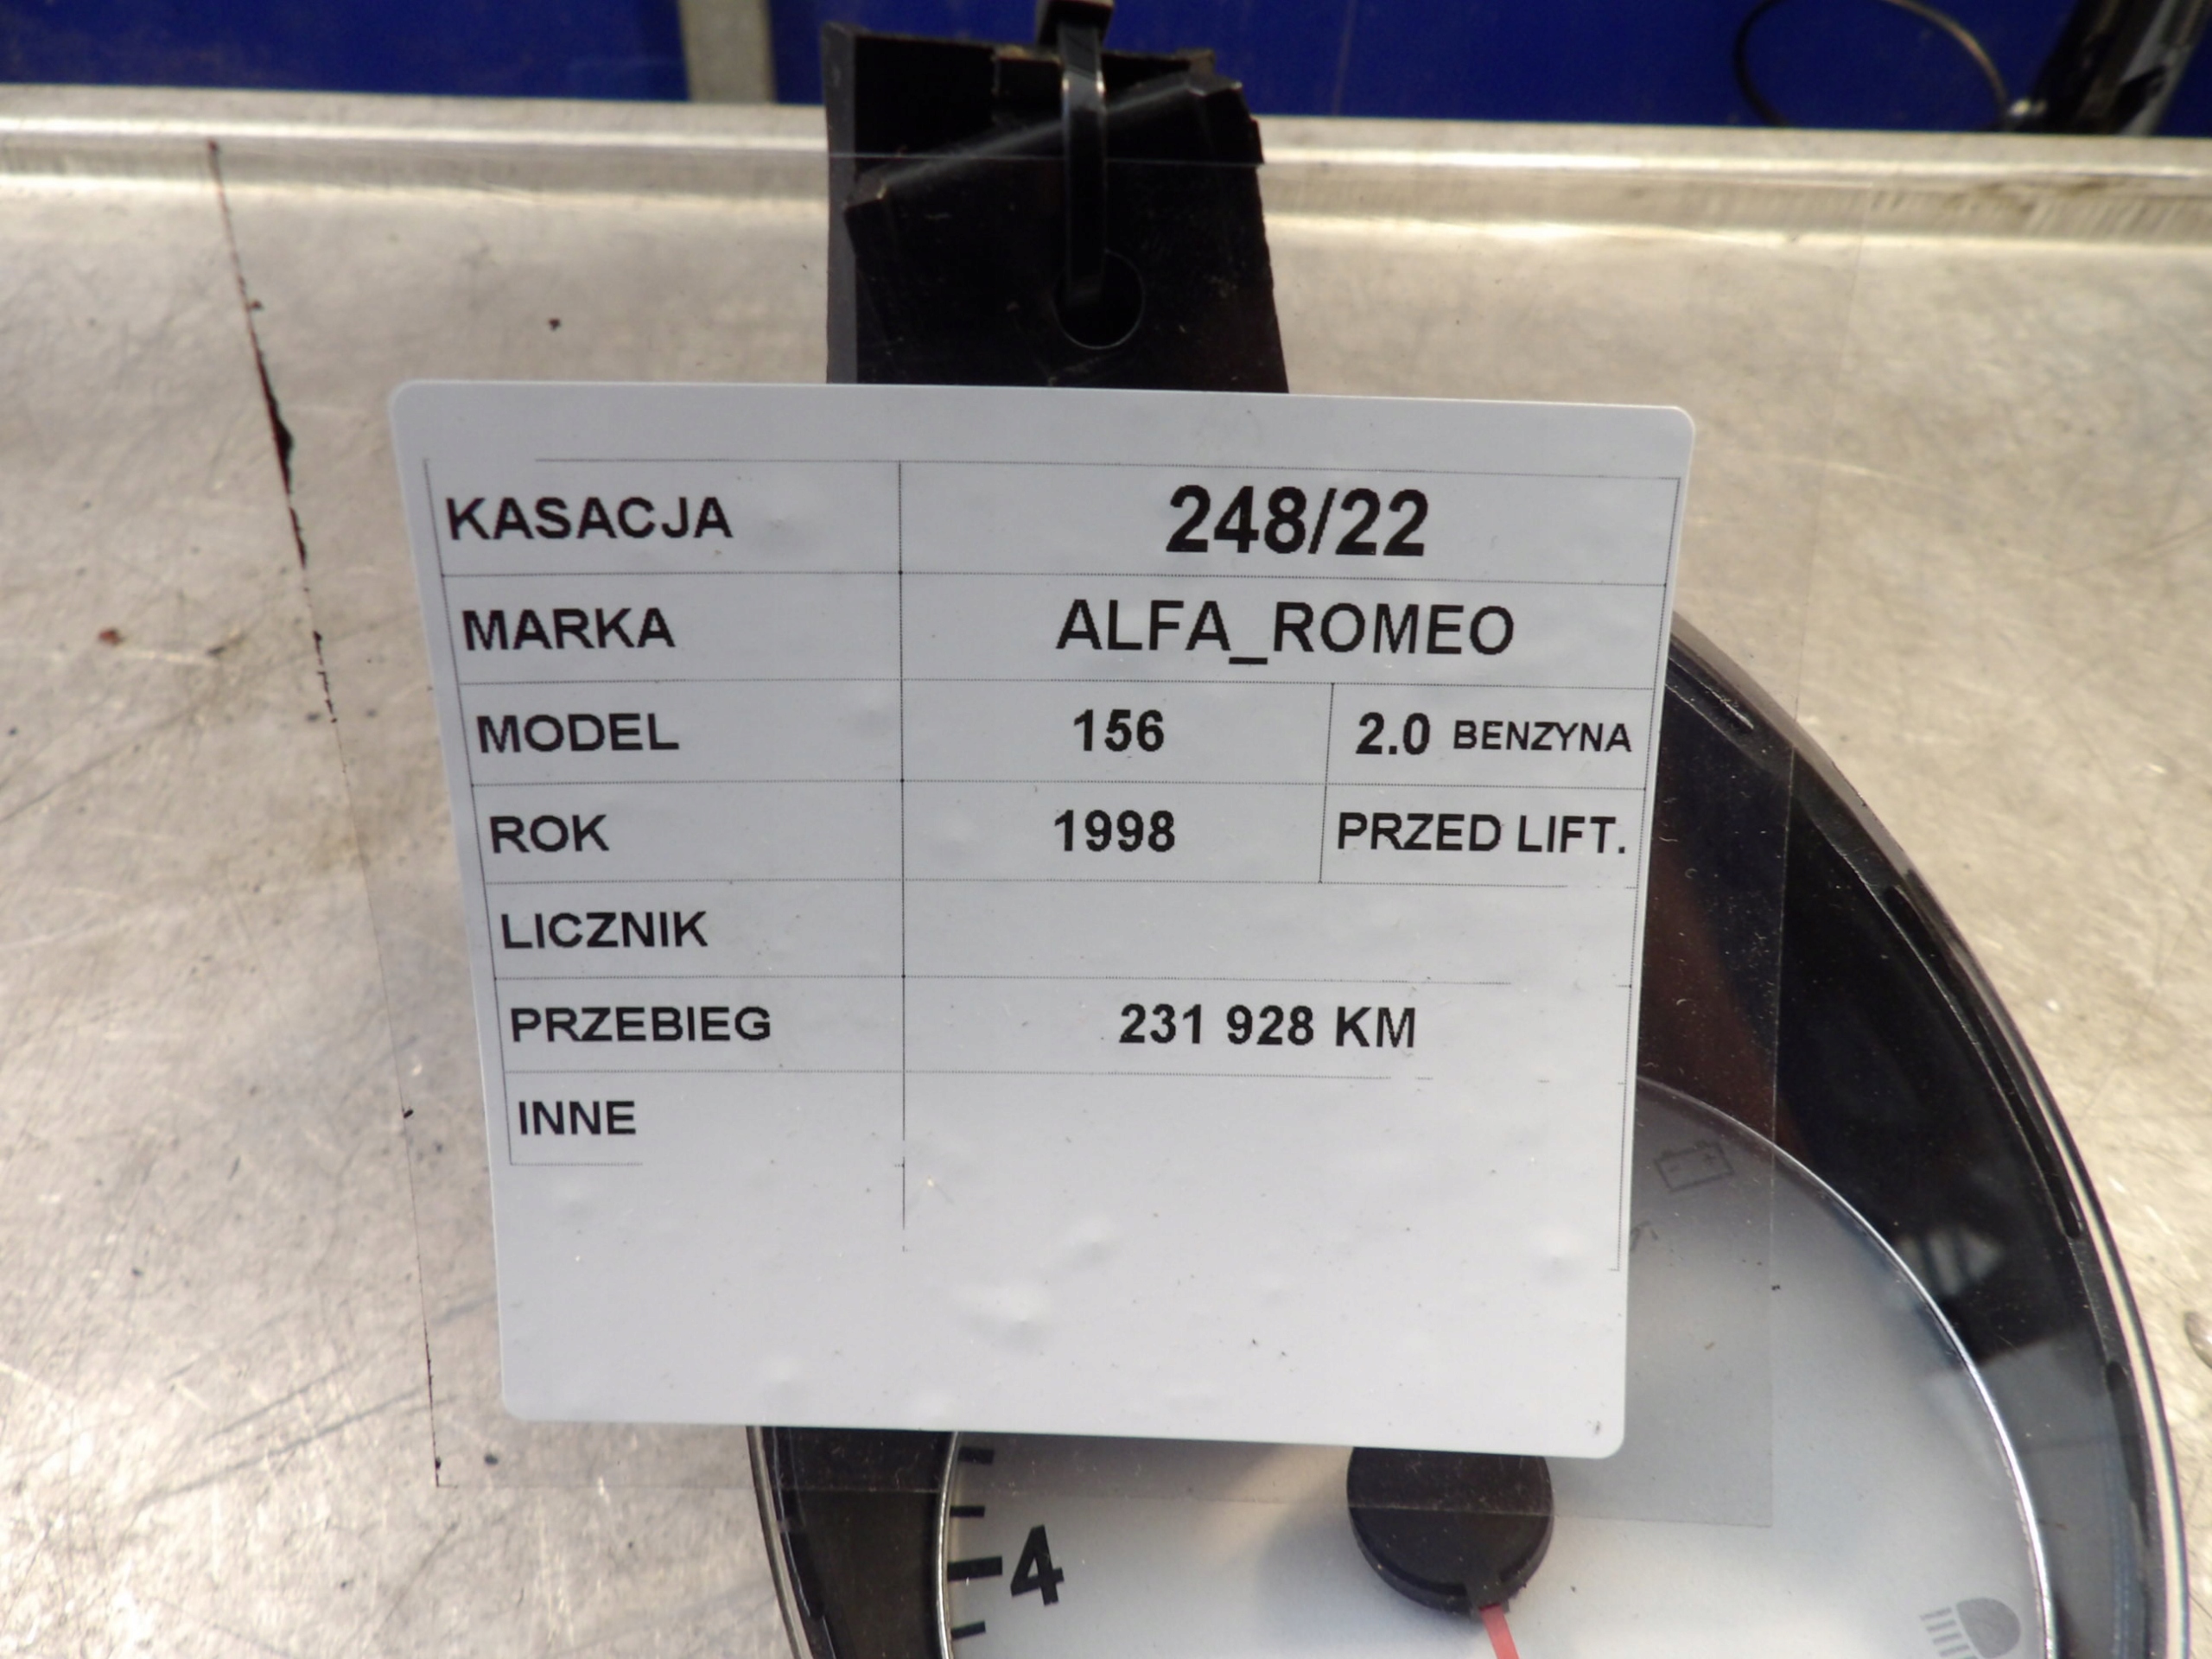 KASACJA 248/22
MARKA ALFA_ROMEO
MODEL 156 2.0 BENZYNA
ROK 1998 PRZED LIFT.
LICZNIK
PRZEBIEG 231 928 KM
INNE
4